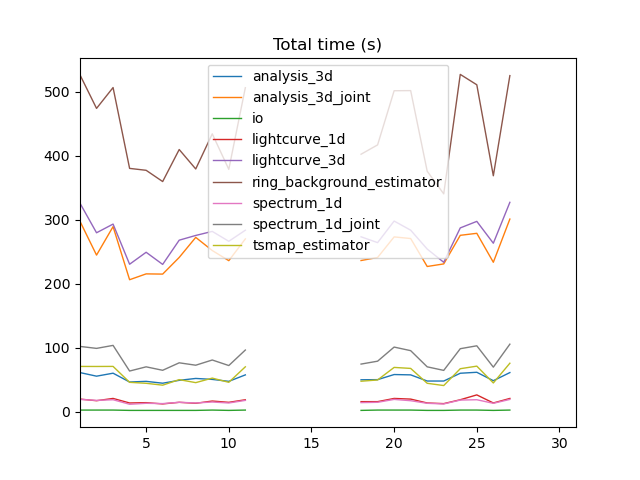 Total time (s)
analysis_3d
analysis_3d_joint
io
lightcurve_1d
lightcurve_3d
ring_background_estimator
spectrum_1d
spectrum_1d_joint
tsmap_estimator
500
400
300
200
100
0
5 10 15 20 25 30